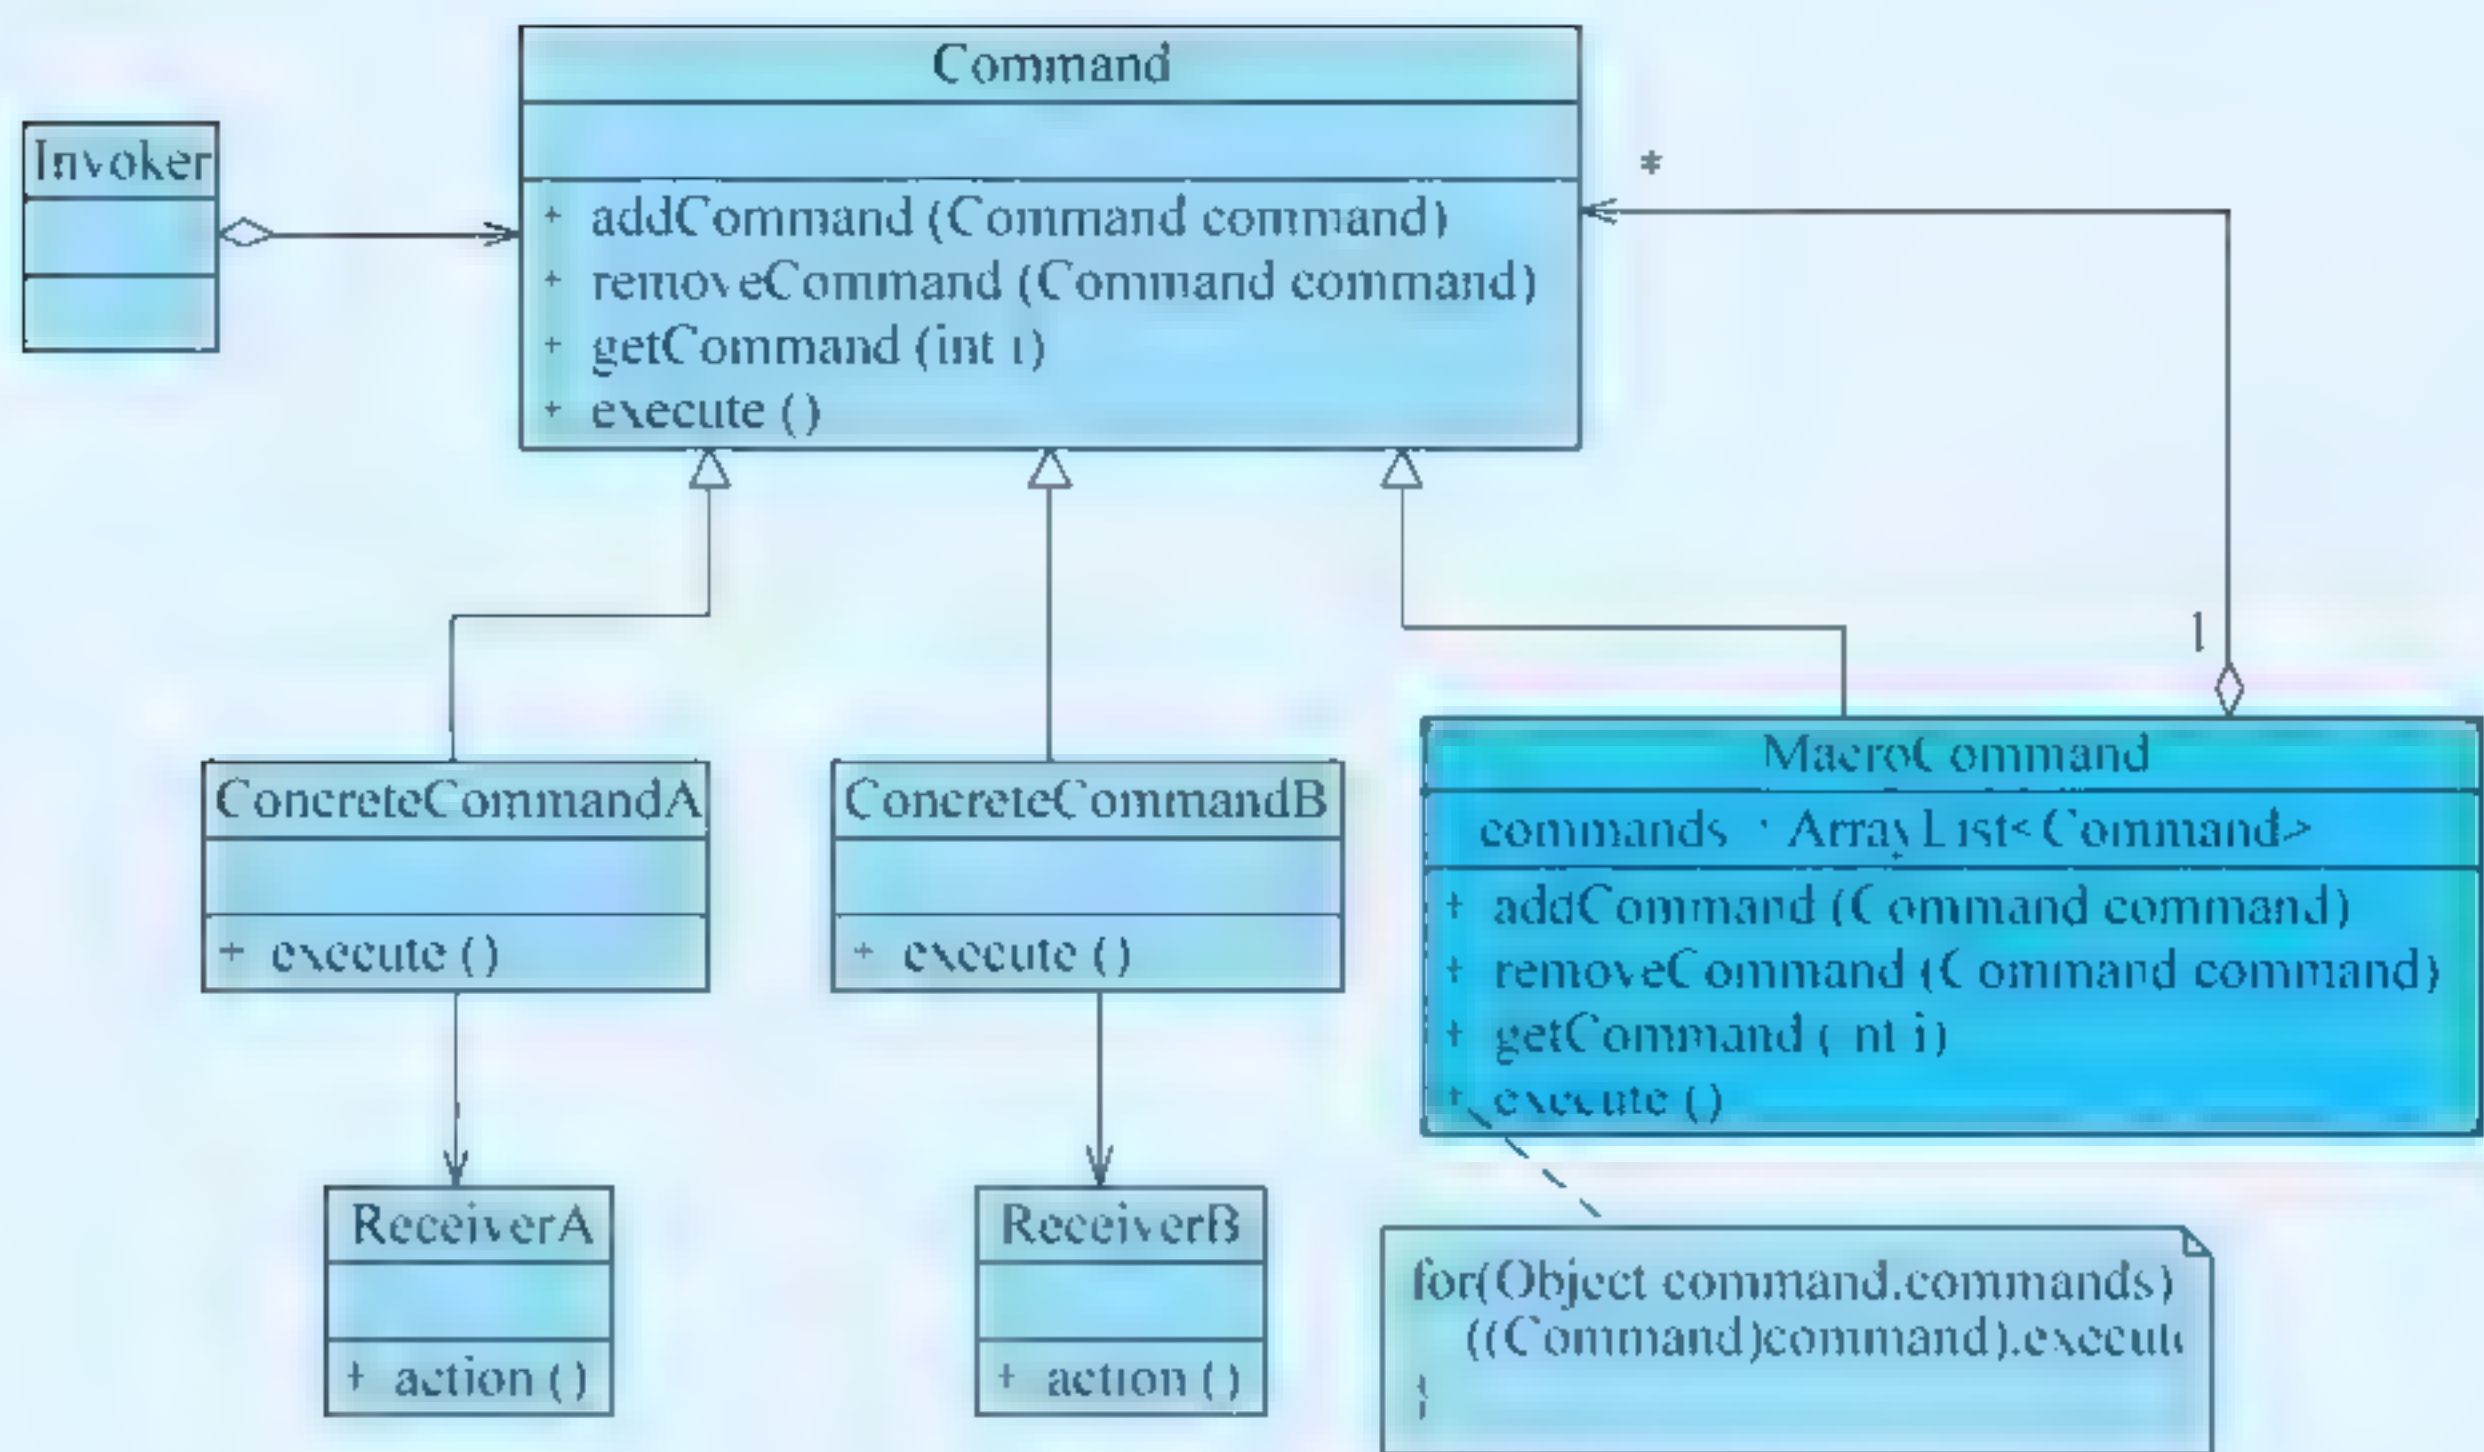 Command
Invoker
*
+ addCommand (Command command)
+ removeCommand (Command command)
+ getCommand (int i)
+ execute ()
1
MacroCommand
ConcreteCommandA
ConcreteCommandB
commands : ArrayList<Command>
+ addCommand (Command command)
+ execute ()
+ execute ()
+ removeCommand (Command command)
+ getCommand ( nt i)
+ execute ()
ReceiverA
ReceiverB
for(Object command.commands)
((Command)command).execute
+ action ()
+ action ()
}